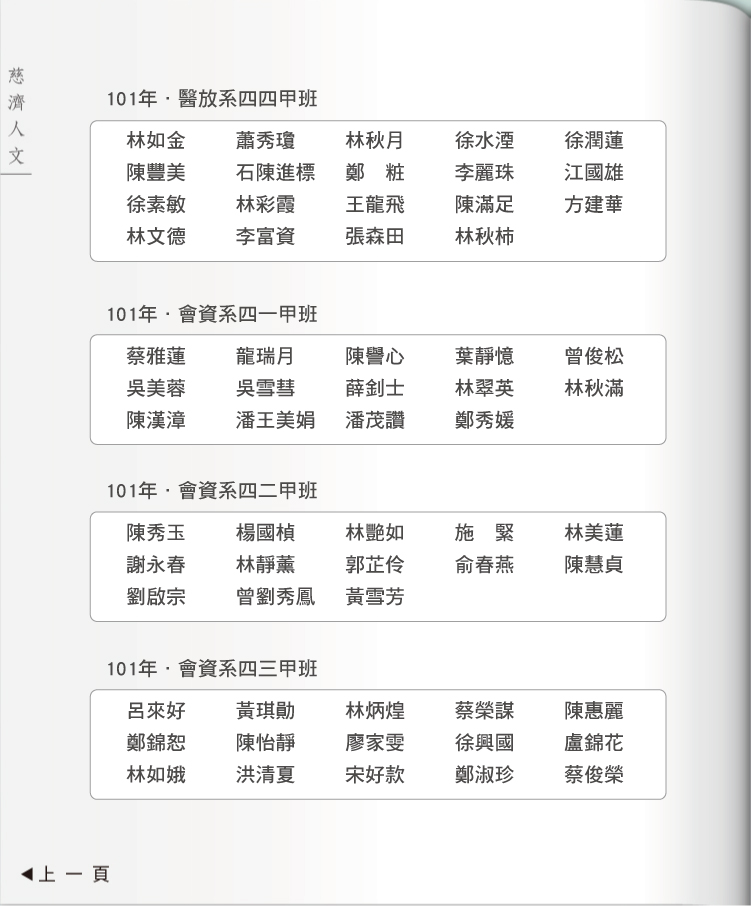 慈濟人文
101年・醫放系四四甲班
林如金 蕭秀瓊 林秋月 徐水湮 徐潤蓮
陳豐美 石陳進標 鄭 粧 李麗珠 江國雄
徐素敏 林彩霞 王龍飛 陳滿足 方建華
林文德 李富資 張森田 林秋柿
101年・會資系四一甲班
蔡雅蓮 龍瑞月 陳譽心 葉靜憶 曾俊松
吳美蓉 吳雪彗 薛釗士 林翠英 林秋滿
陳漢漳 潘王美娟 潘茂讚 鄭秀媛
101年・會資系四二甲班
陳秀玉 楊國楨 林艷如 施 緊 林美蓮
謝永春 林靜薰 郭芷伶 俞春燕 陳慧貞
劉啟宗 曾劉秀鳳 黃雪芳
101年・會資系四三甲班
呂來好 黃琪勛 林炳煌 蔡榮謀 陳惠麗
鄭錦恕 陳怡靜 廖家雯 徐興國 盧錦花
林如娥 洪清夏 宋好款 鄭淑珍 蔡俊榮
◀上一頁